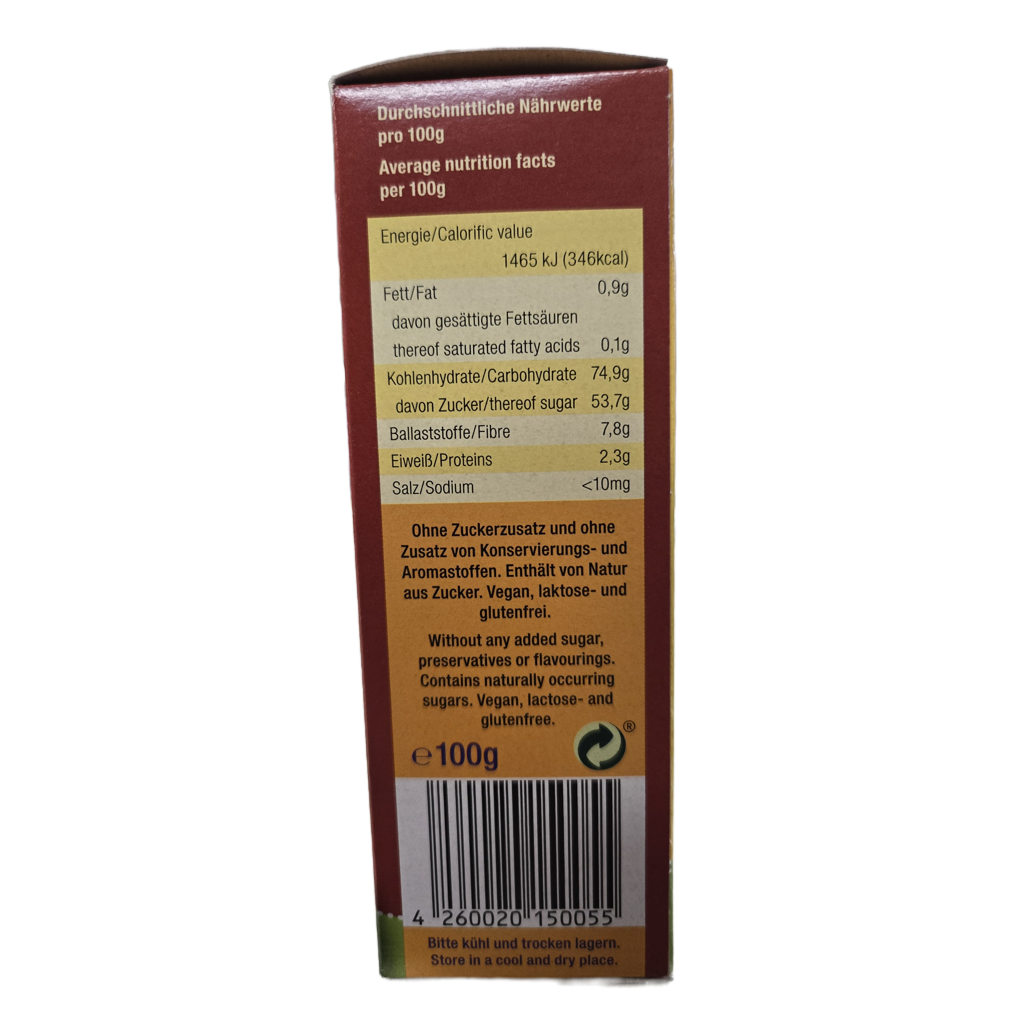 Durchschnittliche Nährwerte
pro 100g
Average nutrition facts
per 100g
Energie/Calorific value
1465 kJ (346kcal)
Fett/Fat 0,9g
davon gesättigte Fettsäuren
thereof saturated fatty acids 0,1g
Kohlenhydrate/Carbohydrate 74,9g
davon Zucker/thereof sugar 53,7g
Ballaststoffe/Fibre 7,8g
Eiweiß/Proteins 2,3g
Salz/Sodium <10mg
Ohne Zuckerzusatz und ohne
Zusatz von Konservierungs- und
Aromastoffen. Enthält von Natur
aus Zucker. Vegan, laktose- und
glutenfrei.
Without any added sugar,
preservatives or flavourings.
Contains naturally occurring
sugars. Vegan, lactose- and
glutenfree.
®
℮100g
4 260020 150055
Bitte kühl und trocken lagern.
Store in a cool and dry place.